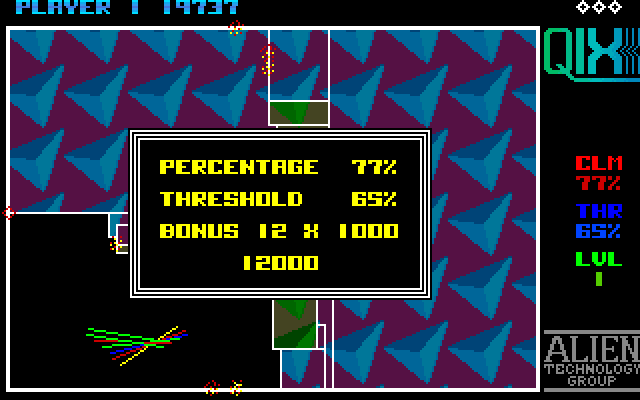 PLAYER 1 19737
QIX
PERCENTAGE 77%
THRESHOLD 65%
BONUS 12 X 1000
12000
CLM
77%
THR
65%
LVL
1
ALIEN
TECHNOLOGY
GROUP